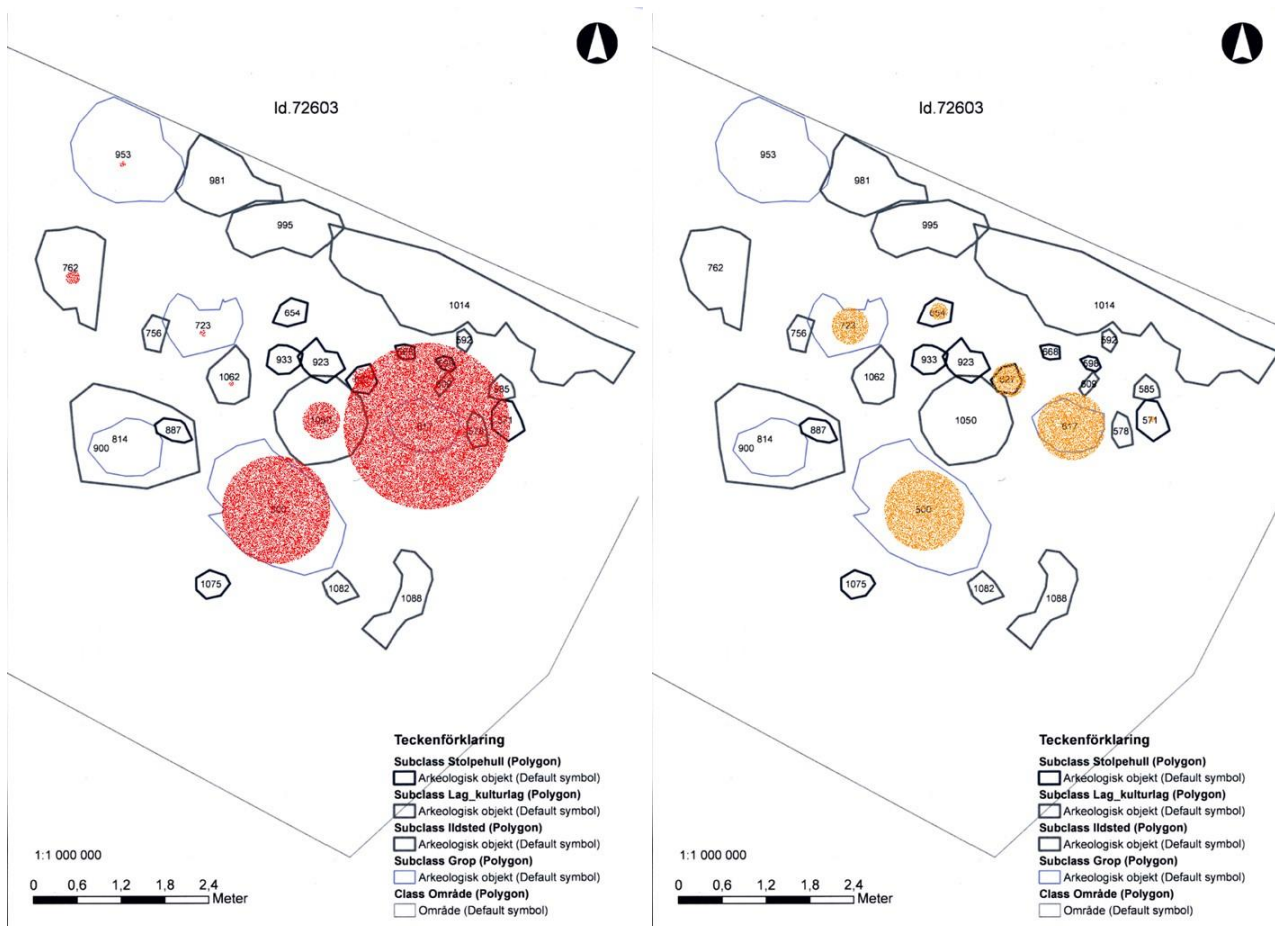 Id.72603
953
981
995
762
1014
654
756
723
592
933
923
1062
1050
585
571
578
617
887
814
900
500
1075
1082
1088
Teckenförklaring
Subclass Stolpehull (Polygon)
Arkeologisk objekt (Default symbol)
Subclass Lag_kulturlag (Polygon)
Arkeologisk objekt (Default symbol)
Subclass Ildsted (Polygon)
Arkeologisk objekt (Default symbol)
Subclass Grop (Polygon)
Arkeologisk objekt (Default symbol)
Class Område (Polygon)
Område (Default symbol)
1:1 000 000
0 0,6 1,2 1,8 2,4
Meter
Id.72603
953
981
995
762
1014
654
756
723
592
933
923
668
598
1062
827
609
585
1050
617
578
571
887
814
900
500
1075
1082
1088
Teckenförklaring
Subclass Stolpehull (Polygon)
Arkeologisk objekt (Default symbol)
Subclass Lag_kulturlag (Polygon)
Arkeologisk objekt (Default symbol)
Subclass Ildsted (Polygon)
Arkeologisk objekt (Default symbol)
Subclass Grop (Polygon)
Arkeologisk objekt (Default symbol)
Class Område (Polygon)
Område (Default symbol)
1:1 000 000
0 0,6 1,2 1,8 2,4
Meter